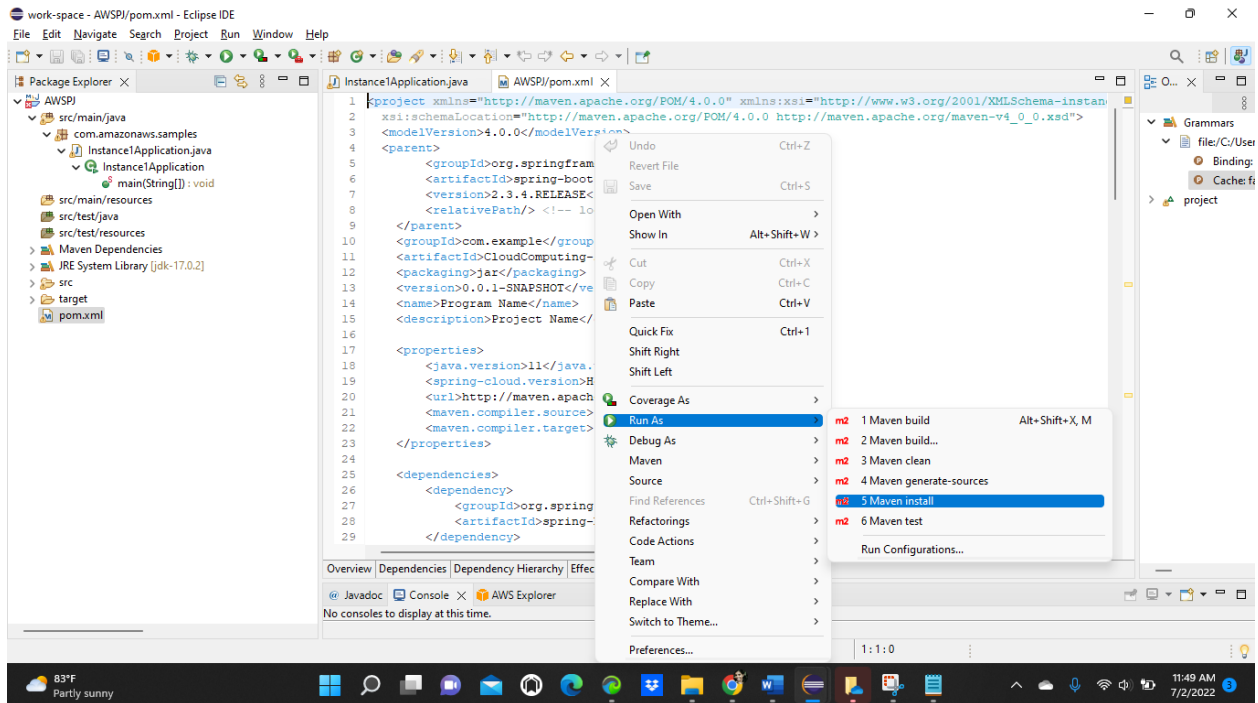 work-space - AWSPJ/pom.xml - Eclipse IDE
File Edit Navigate Search Project Run Window Help
Package Explorer
AWSPJ
src/main/java
com.amazonaws.samples
Instance1Application.java
Instance1Application
main(String[]) : void
src/main/resources
src/test/java
src/test/resources
Maven Dependencies
JRE System Library [jdk-17.0.2]
src
target
pom.xml
Instance1Application.java AWSPJ/pom.xml
1 <project xmlns="http://maven.apache.org/POM/4.0.0" xmlns:xsi="http://www.w3.org/2001/XMLSchema-instan
2 xsi:schemaLocation="http://maven.apache.org/POM/4.0.0 http://maven.apache.org/maven-v4_0_0.xsd">
3 <modelVersion>4.0.0</modelVersion>
4 <parent>
5 <groupId>org.springfram
6 <artifactId>spring-boot
7 <version>2.3.4.RELEASE<
8 <relativePath/> <!-- lo
9 </parent>
10 <groupId>com.example</group
11 <artifactId>CloudComputing-
12 <packaging>jar</packaging>
13 <version>0.0.1-SNAPSHOT</ve
14 <name>Program Name</name>
15 <description>Project Name</
16
17 <properties>
18 <java.version>11</java.
19 <spring-cloud.version>H
20 <url>http://maven.apach
21 <maven.compiler.source>
22 <maven.compiler.target>
23 </properties>
24
25 <dependencies>
26 <dependency>
27 <groupId>org.spring
28 <artifactId>spring-
29 </dependency>
Overview Dependencies Dependency Hierarchy Effec
Javadoc Console AWS Explorer
No consoles to display at this time.
Undo Ctrl+Z
Revert File
Save Ctrl+S
Open With
Show In Alt+Shift+W
Cut Ctrl+X
Copy Ctrl+C
Paste Ctrl+V
Quick Fix Ctrl+1
Shift Right
Shift Left
Coverage As
Run As
Debug As
Maven
Source
Find References Ctrl+Shift+G
Refactorings
Code Actions
Team
Compare With
Replace With
Switch to Theme...
Preferences...
m2 1 Maven build Alt+Shift+X, M
m2 2 Maven build...
m2 3 Maven clean
m2 4 Maven generate-sources
m2 5 Maven install
m2 6 Maven test
Run Configurations...
O...
Grammars
file:/C:/User
Binding:
Cache: fa
project
1 : 1 : 0
83°F
Partly sunny
11:49 AM
7/2/2022
3